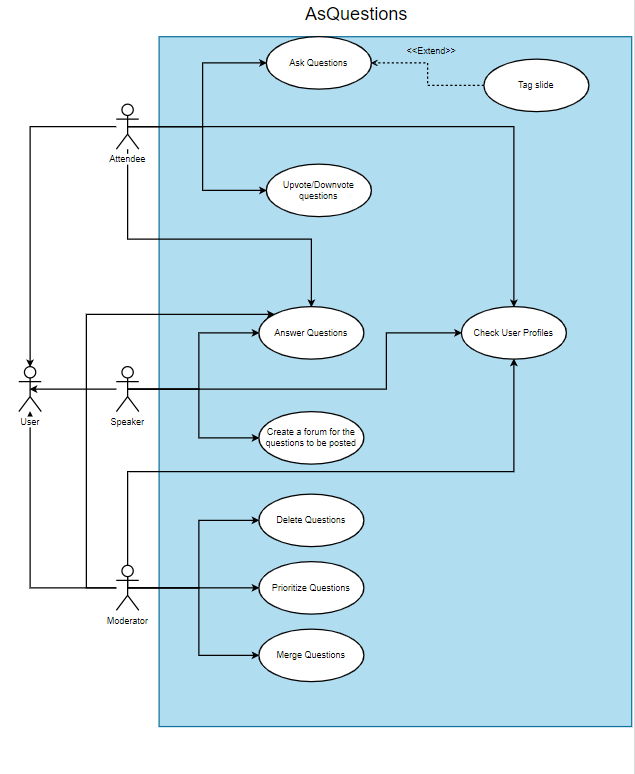 AsQuestions
<<Extend>>
Ask Questions
Tag slide
Attendee
Upvote/Downvote
questions
Answer Questions
Check User Profiles
User
Speaker
Create a forum for the
questions to be posted
Delete Questions
Prioritize Questions
Moderator
Merge Questions